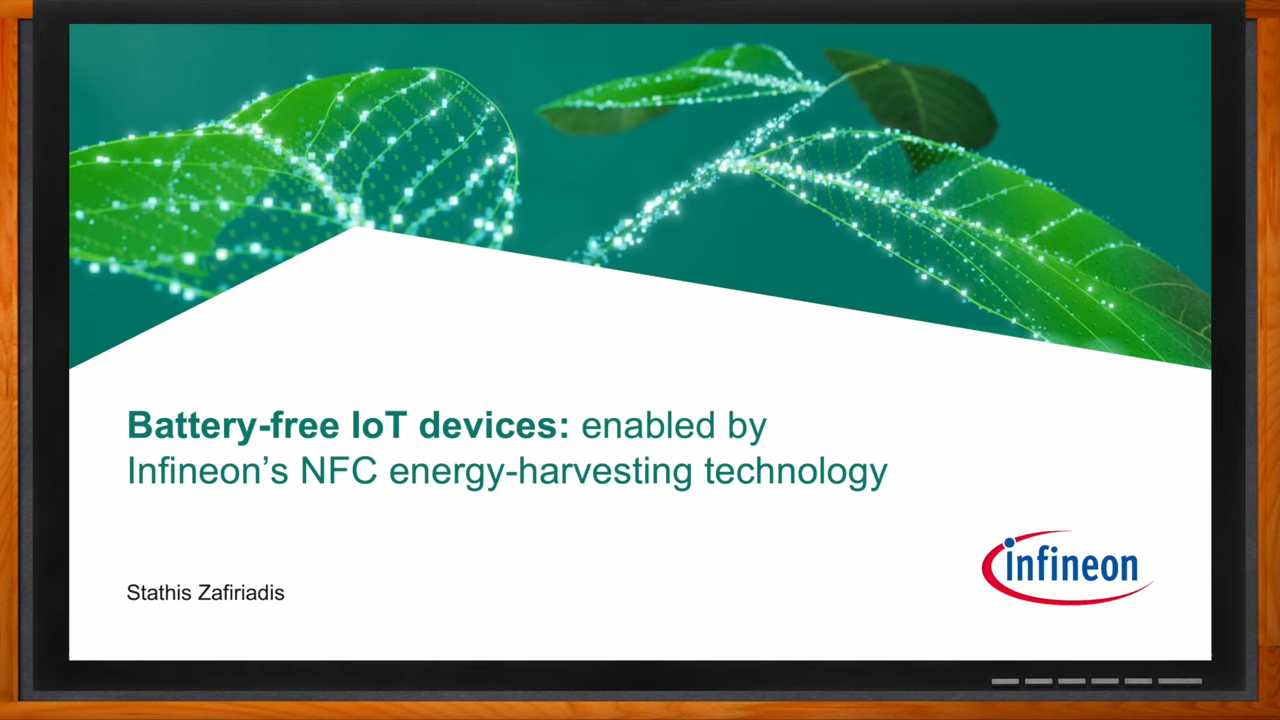 Battery-free IoT devices: enabled by
Infineon's NFC energy-harvesting technology
infineon
Stathis Zafiriadis